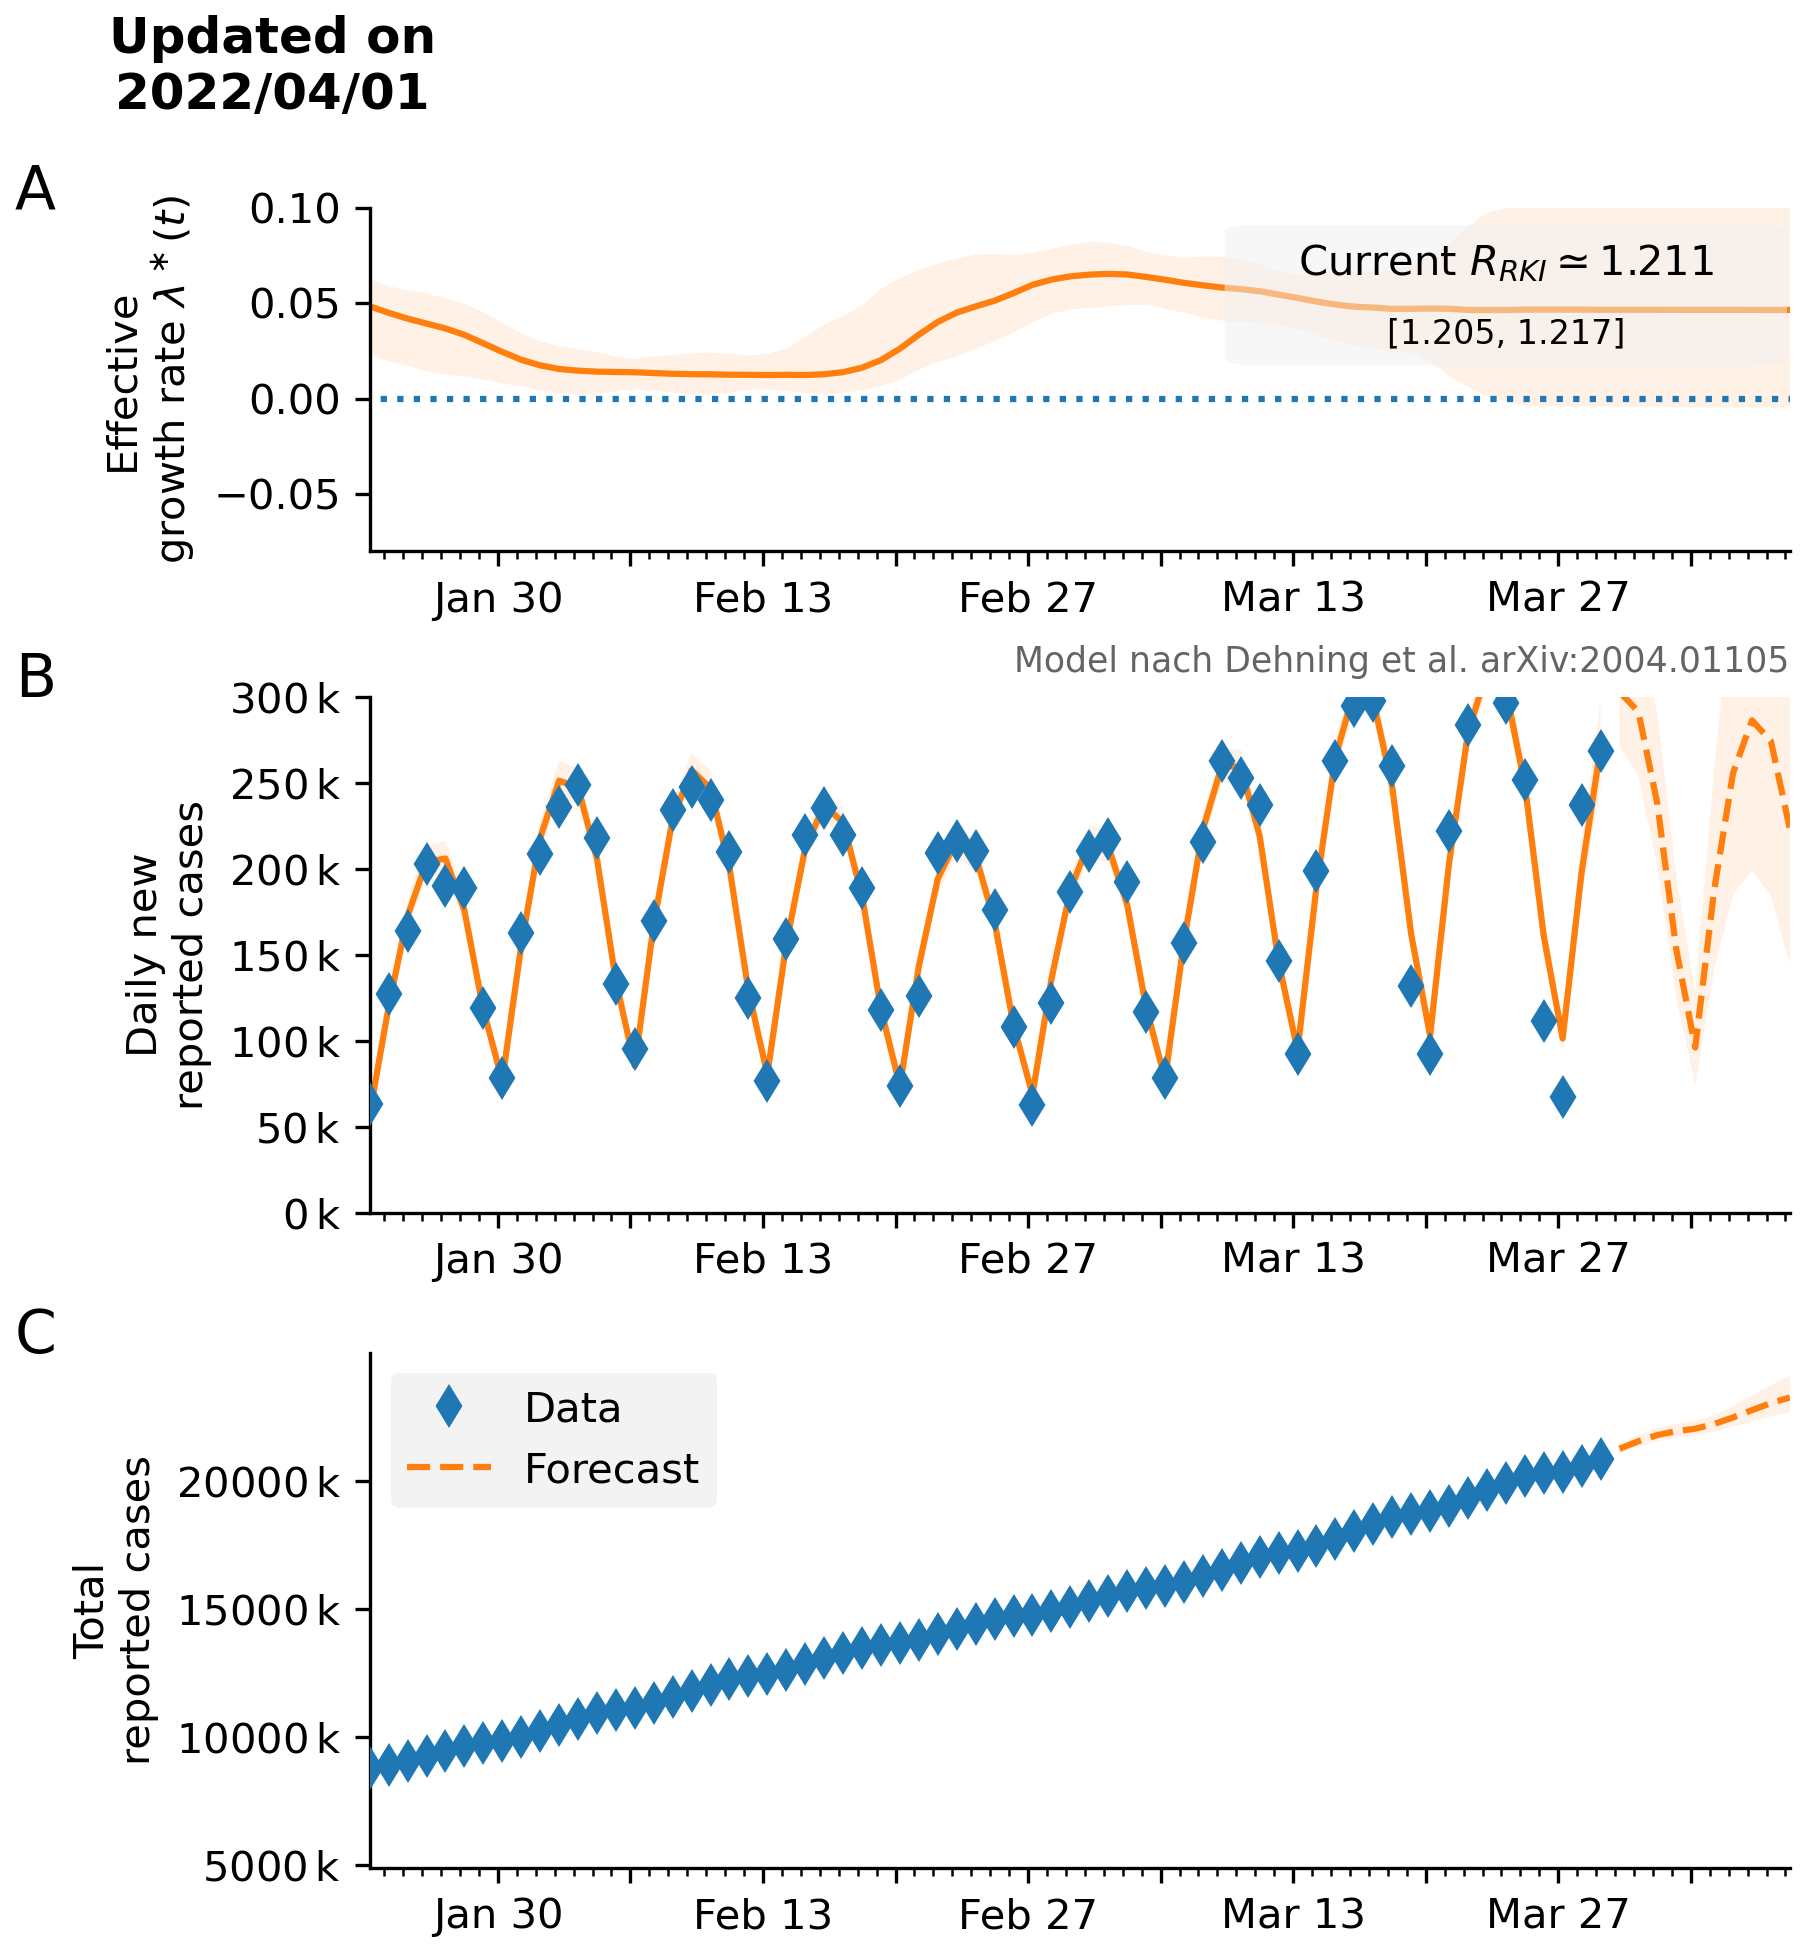 Updated on
2022/04/01
A
Effective
growth rate λ * (t)
0.10
0.05
0.00
−0.05
Current R_RKI ≃ 1.211
[1.205, 1.217]
Jan 30
Feb 13
Feb 27
Mar 13
Mar 27
Model nach Dehning et al. arXiv:2004.01105
B
Daily new
reported cases
300 k
250 k
200 k
150 k
100 k
50 k
0 k
Jan 30
Feb 13
Feb 27
Mar 13
Mar 27
C
Total
reported cases
20000 k
15000 k
10000 k
5000 k
Data
Forecast
Jan 30
Feb 13
Feb 27
Mar 13
Mar 27